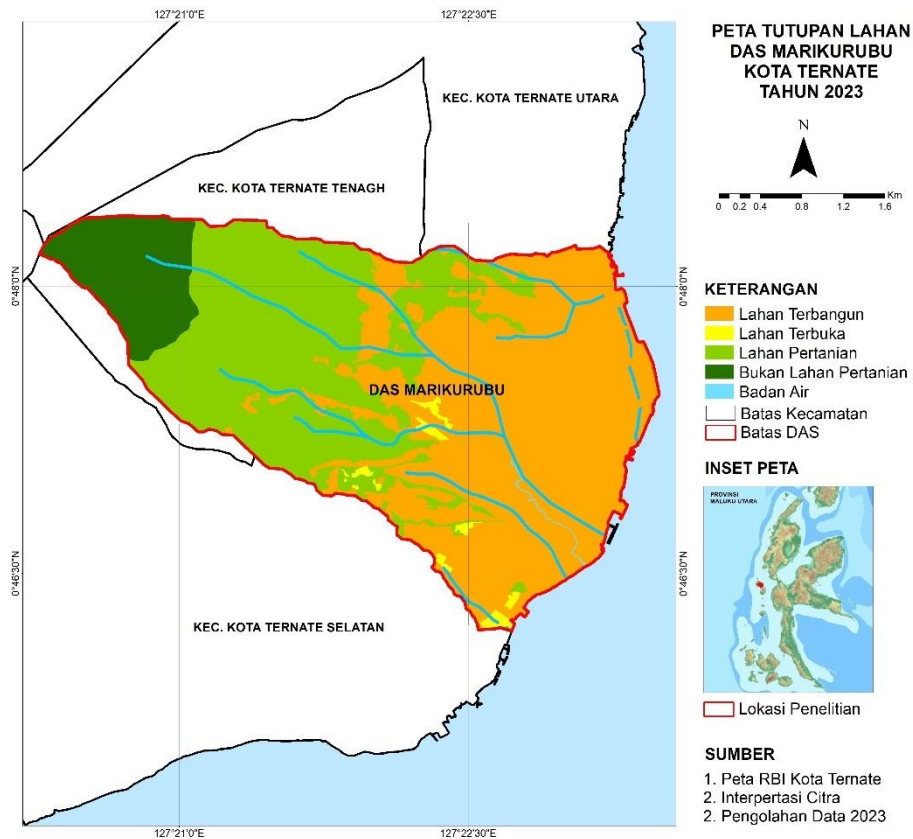 127°21'0"E
127°22'30"E
KEC. KOTA TERNATE UTARA
KEC. KOTA TERNATE TENAGH
0°48'0"N
0°48'0"N
DAS MARIKURUBU
0°46'30"N
0°46'30"N
KEC. KOTA TERNATE SELATAN
127°21'0"E
127°22'30"E
PETA TUTUPAN LAHAN
DAS MARIKURUBU
KOTA TERNATE
TAHUN 2023
N
Km
0 0.2 0.4 0.8 1.2 1.6
KETERANGAN
Lahan Terbangun
Lahan Terbuka
Lahan Pertanian
Bukan Lahan Pertanian
Badan Air
Batas Kecamatan
Batas DAS
INSET PETA
PROVINSI
MALUKU UTARA
Lokasi Penelitian
SUMBER
1. Peta RBI Kota Ternate
2. Interpertasi Citra
2. Pengolahan Data 2023